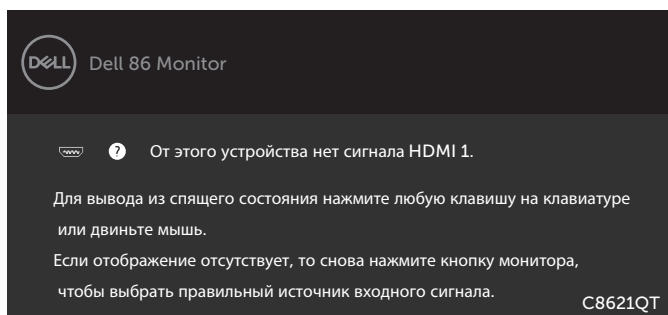 DELL
Dell 86 Monitor
? От этого устройства нет сигнала HDMI 1.
Для вывода из спящего состояния нажмите любую клавишу на клавиатуре
или двиньте мышь.
Если отображение отсутствует, то снова нажмите кнопку монитора,
чтобы выбрать правильный источник входного сигнала.
C8621QT